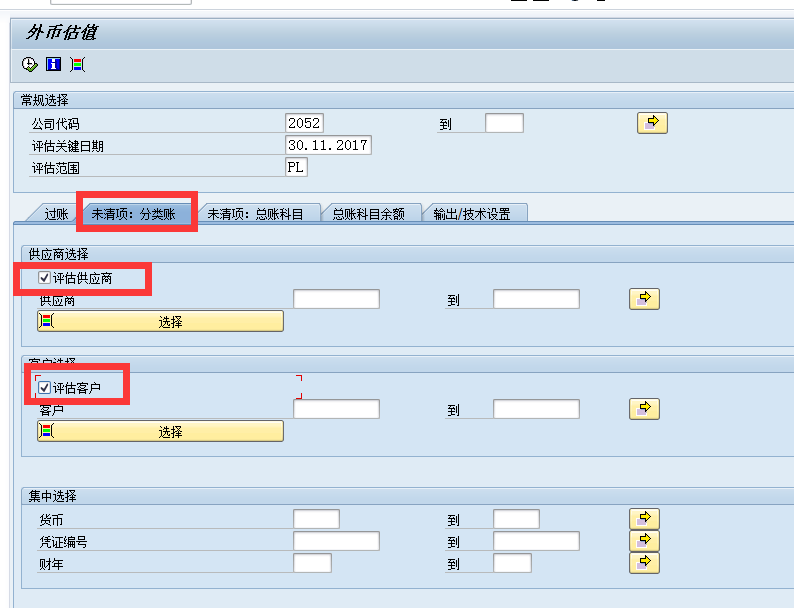 外币估值
常规选择
公司代码 2052 到
评估关键日期 30.11.2017
评估范围 PL
过账 未清项: 分类账 未清项: 总账科目 总账科目余额 输出/技术设置
供应商选择
评估供应商
供应商 到
选择
客户选择
评估客户
客户 到
选择
集中选择
货币 到
凭证编号 到
财年 到